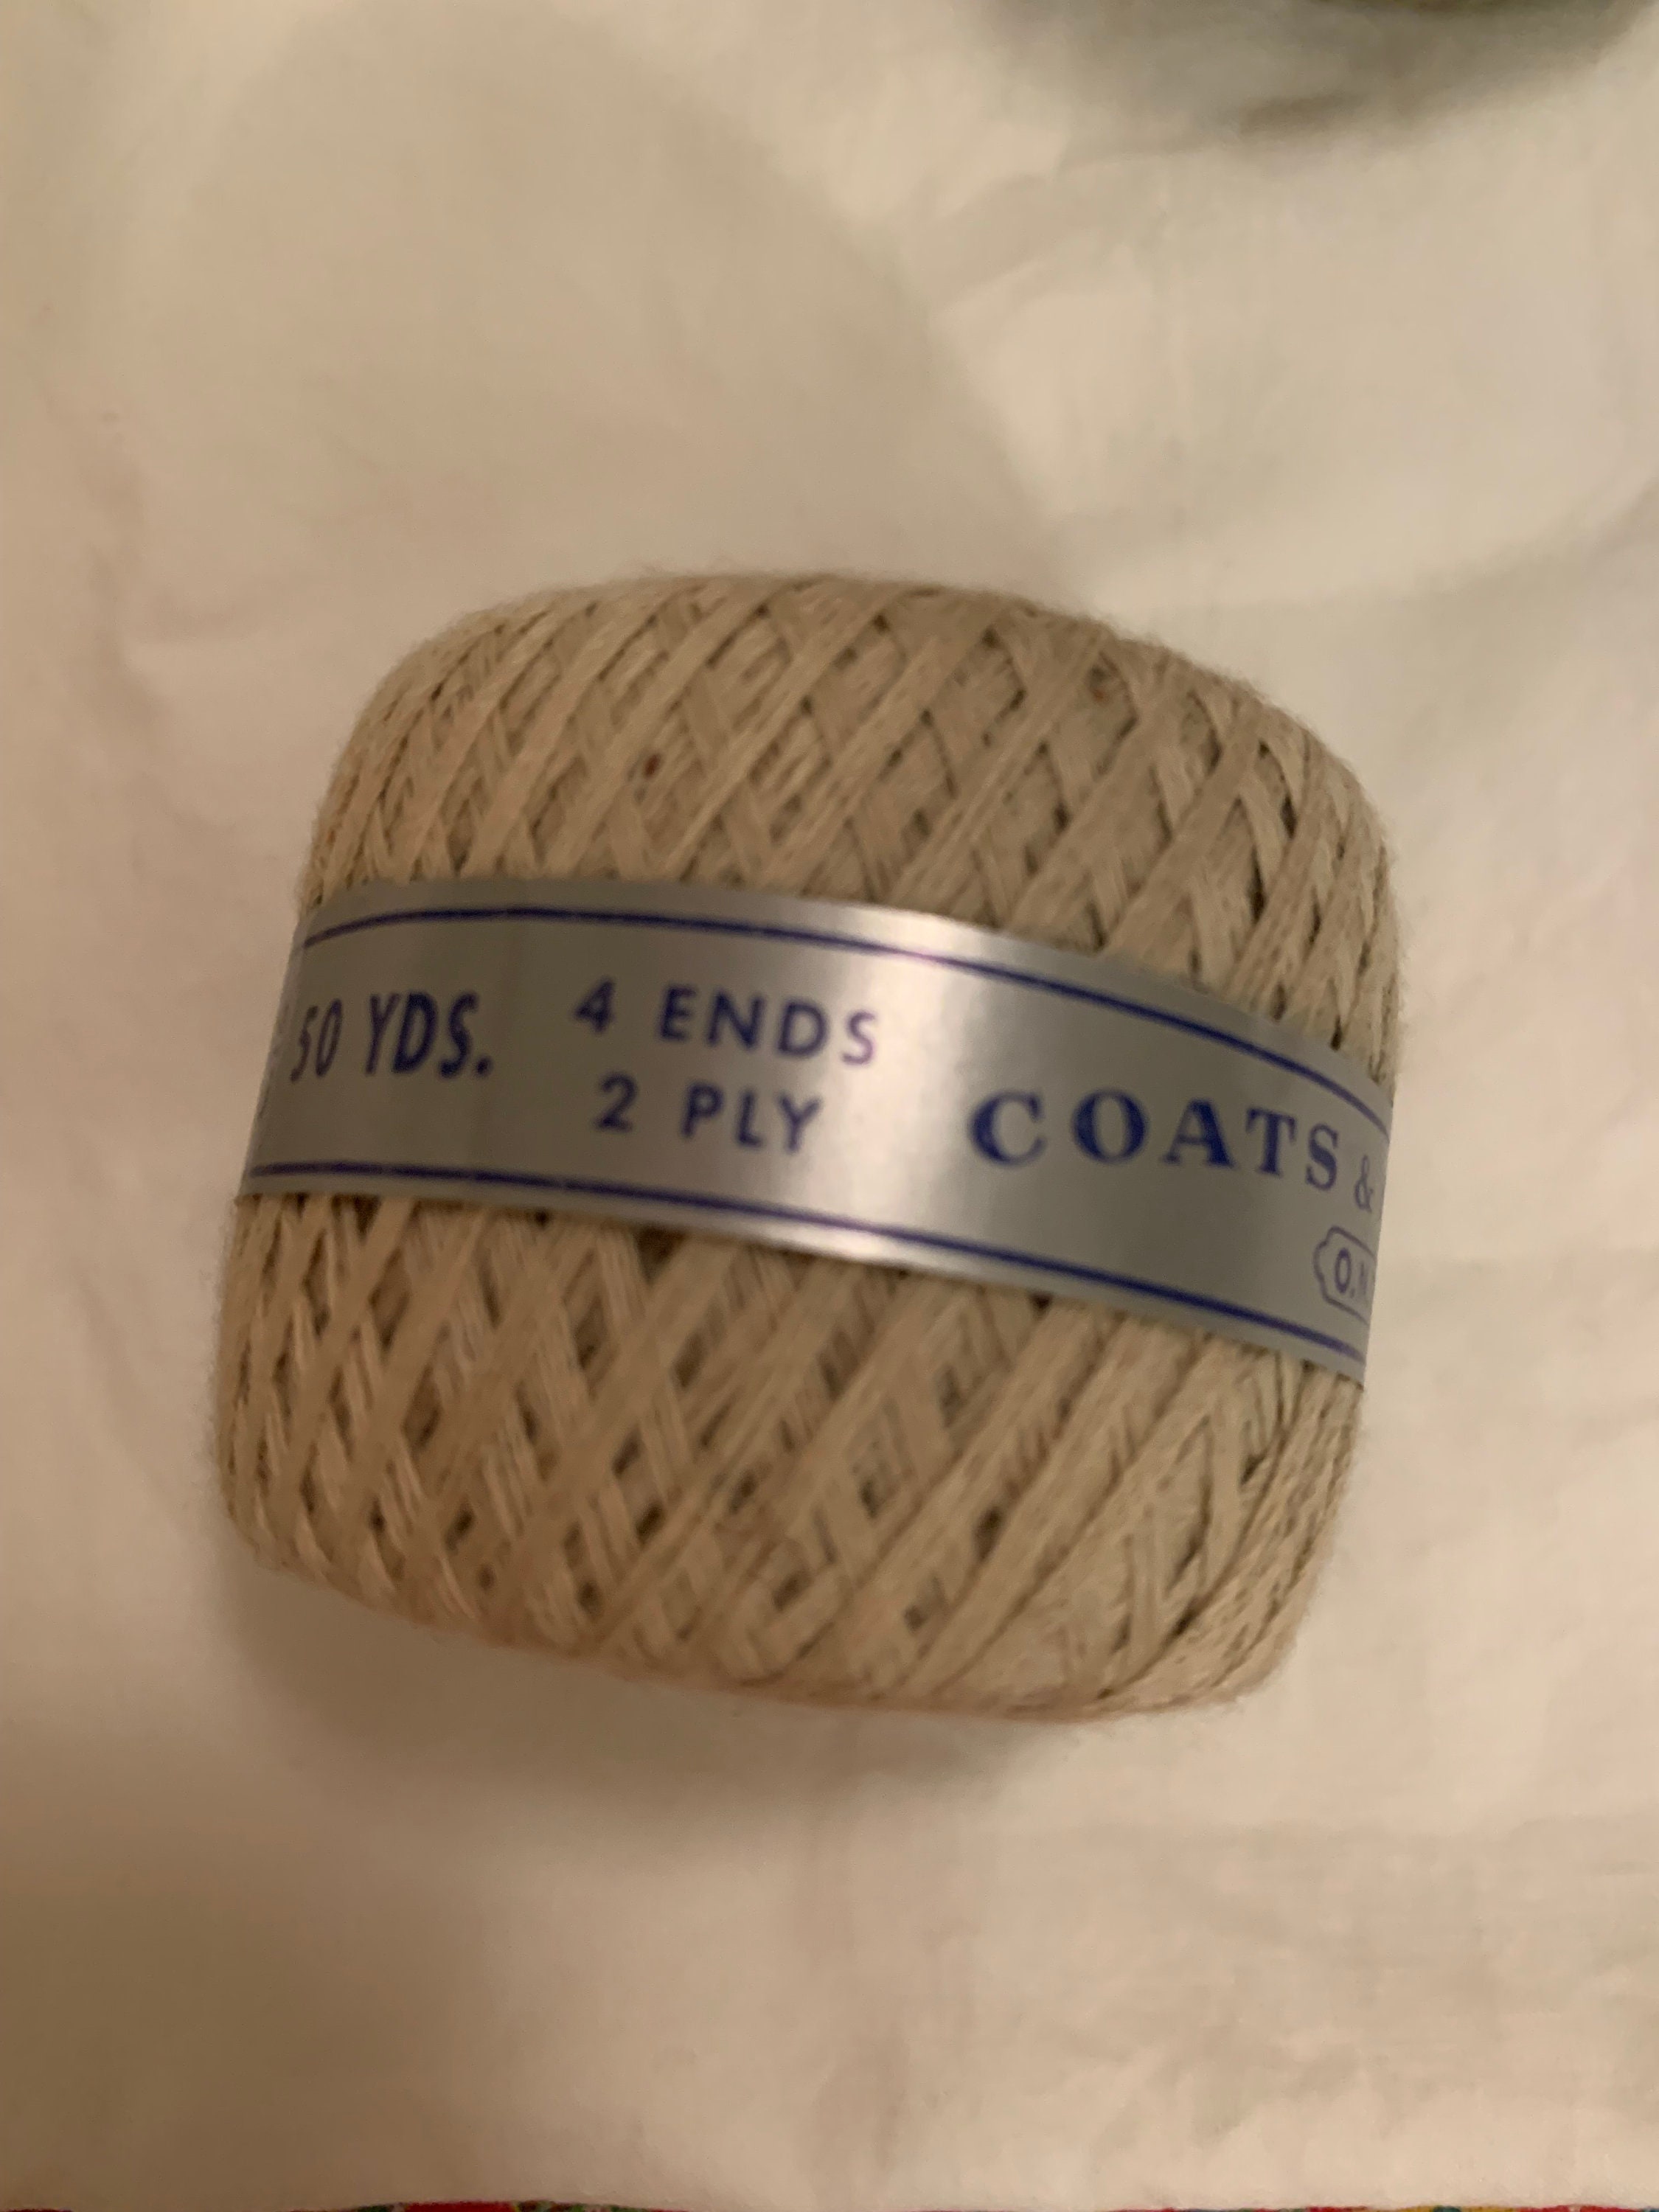 50 YDS.
4 ENDS
2 PLY
COATS &
O.N